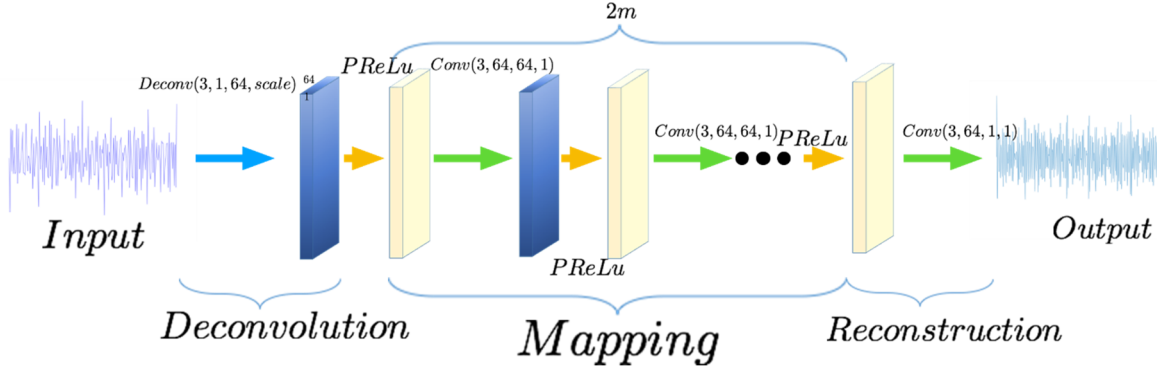 2m
PReLu
Conv(3, 64, 64, 1)
Deconv(3, 1, 64, scale)
64
1
Conv(3, 64, 64, 1)
PReLu
Conv(3, 64, 1, 1)
Input
Output
PReLu
Deconvolution
Mapping
Reconstruction